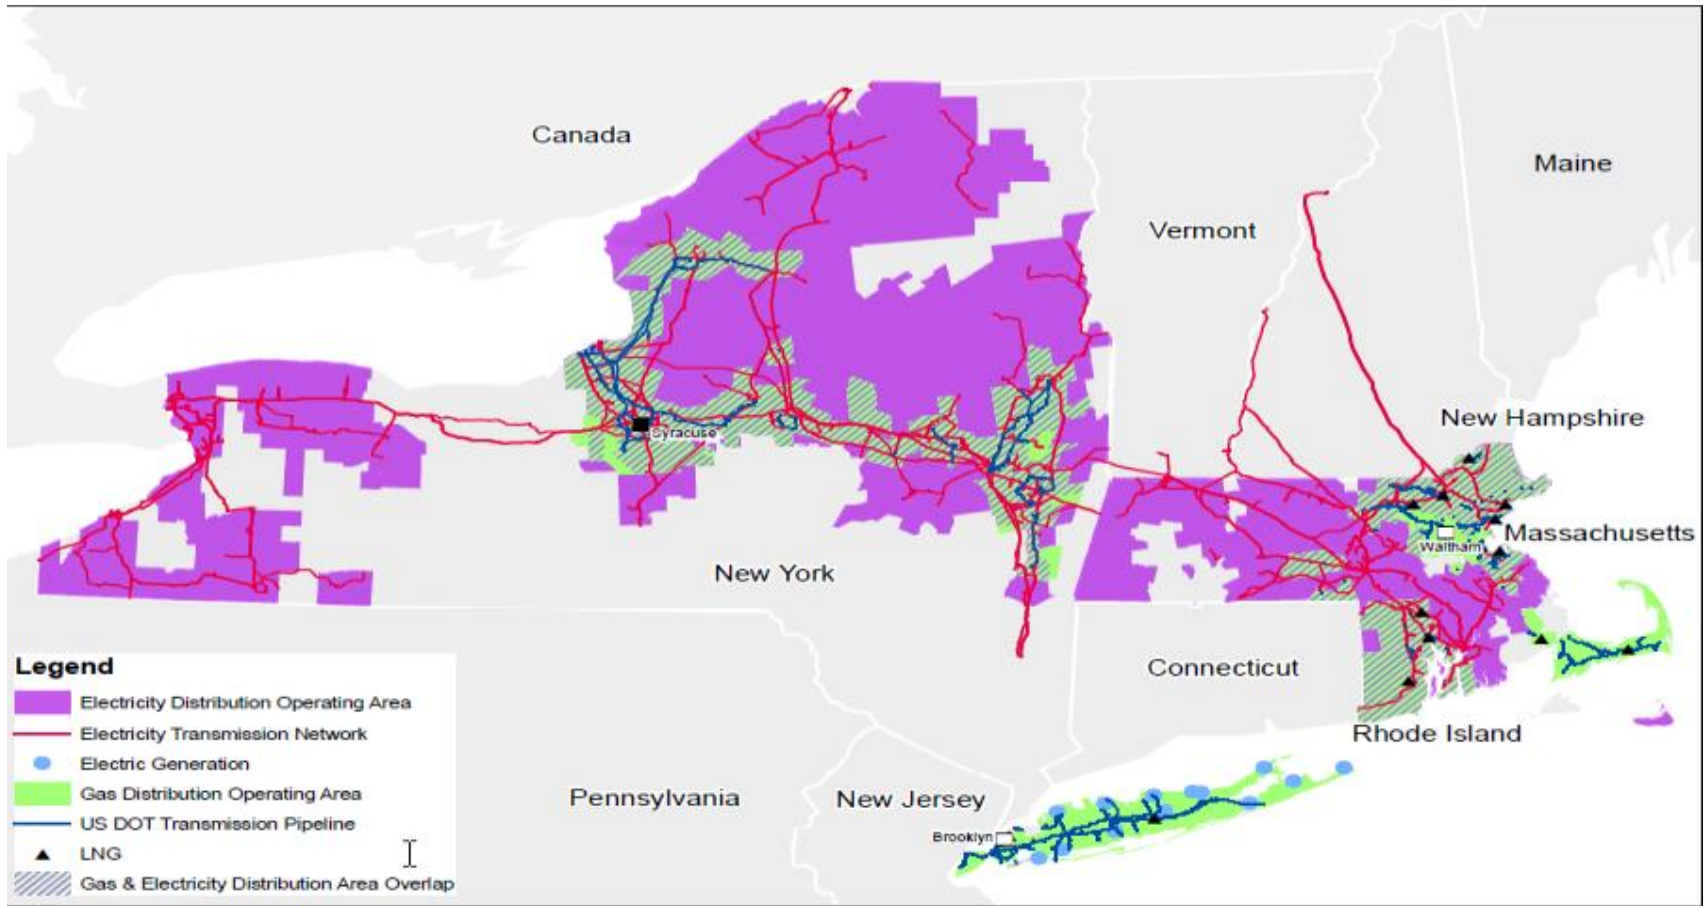 Canada
Maine
Vermont
New Hampshire
Syracuse
Massachusetts
Waltham
New York
Connecticut
Rhode Island
Pennsylvania
New Jersey
Brooklyn
Legend
Electricity Distribution Operating Area
Electricity Transmission Network
Electric Generation
Gas Distribution Operating Area
US DOT Transmission Pipeline
LNG
Gas & Electricity Distribution Area Overlap